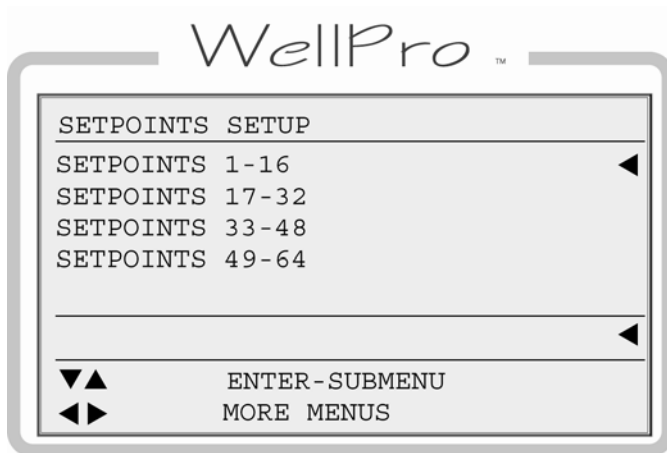 WellPro ™
SETPOINTS SETUP
SETPOINTS 1-16 ◀
SETPOINTS 17-32
SETPOINTS 33-48
SETPOINTS 49-64
◀
▼▲ ENTER-SUBMENU
◀▶ MORE MENUS